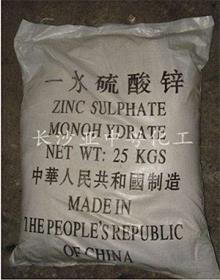 一水硫酸锌
ZINC SULPHATE
MONOHYDRATE
NET WT: 25 KGS
中華人民共和國制造
MADE IN
THE PEOPLE'S REPUBLIC
OF CHINA